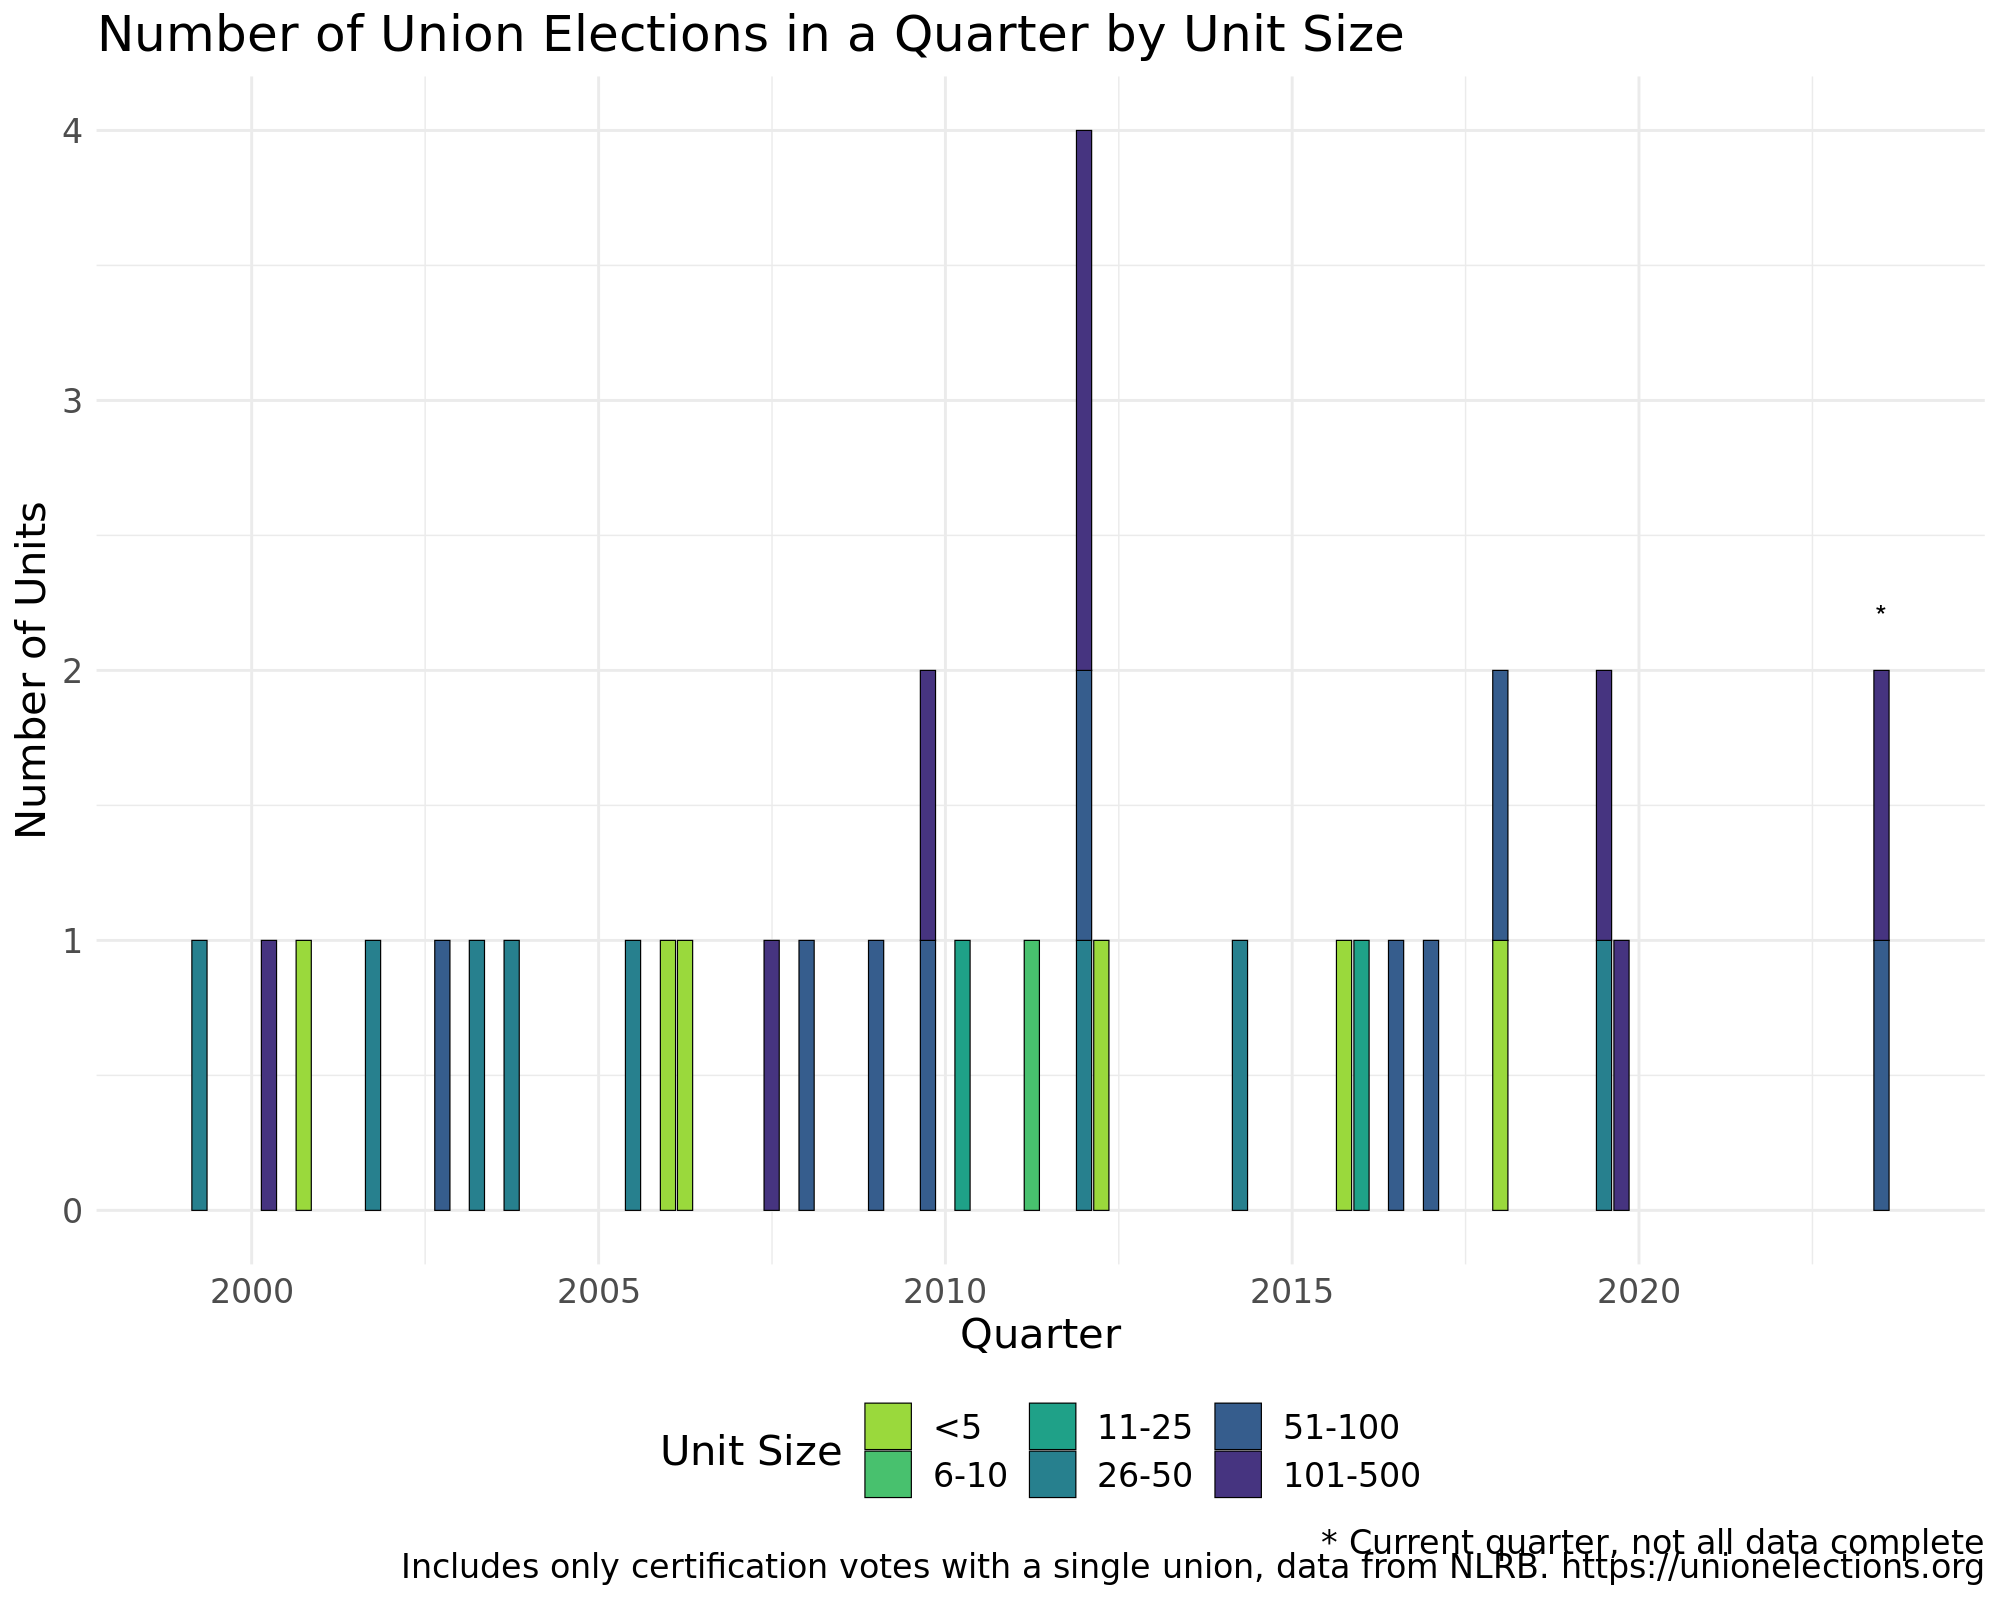 Number of Union Elections in a Quarter by Unit Size
Number of Units
4
3
2
1
0
*
2000 2005 2010 2015 2020
Quarter
Unit Size
<5 11-25 51-100
6-10 26-50 101-500
* Current quarter, not all data complete
Includes only certification votes with a single union, data from NLRB. https://unionelections.org